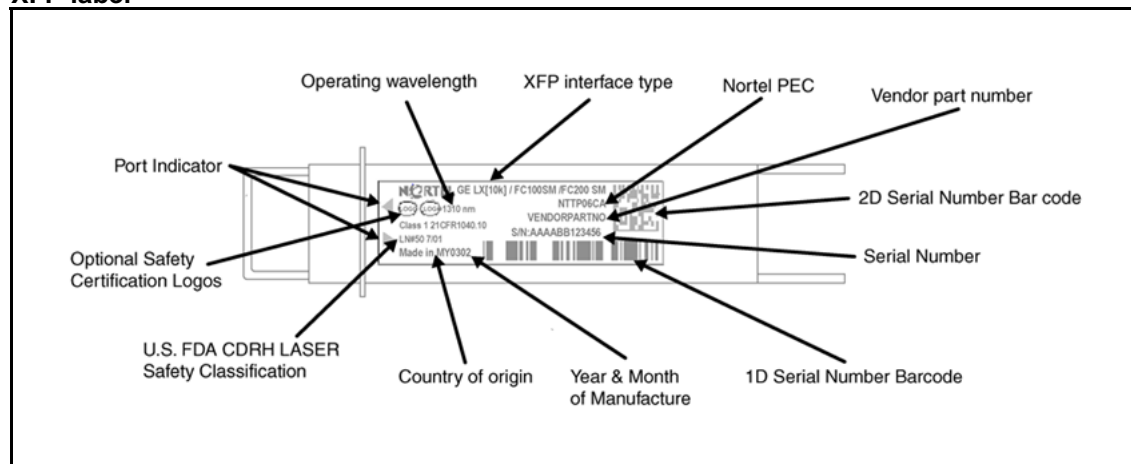 XFP label
Operating wavelength
XFP interface type
Nortel PEC
Vendor part number
Port Indicator
2D Serial Number Bar code
Serial Number
Optional Safety
Certification Logos
U.S. FDA CDRH LASER
Safety Classification
Country of origin
Year & Month
of Manufacture
1D Serial Number Barcode
NORTEL GE LX[10k] / FC100SM /FC200 SM
NTTP06CA
LOGO LOGO 1310 nm
VENDORPARTNO
Class 1 21CFR1040.10
S/N:AAAABB123456
LN#50 7/01
Made in MY0302